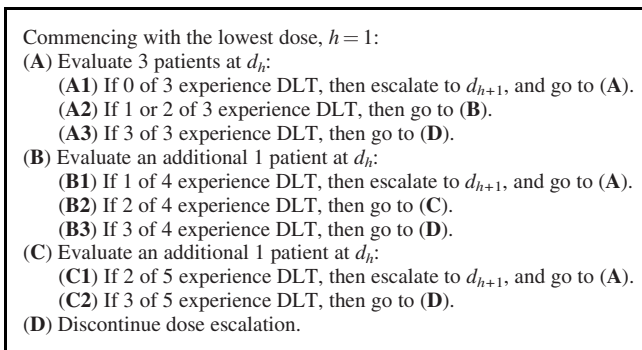 Commencing with the lowest dose, h = 1:
(A) Evaluate 3 patients at dₕ:
(A1) If 0 of 3 experience DLT, then escalate to dₕ₊₁, and go to (A).
(A2) If 1 or 2 of 3 experience DLT, then go to (B).
(A3) If 3 of 3 experience DLT, then go to (D).
(B) Evaluate an additional 1 patient at dₕ:
(B1) If 1 of 4 experience DLT, then escalate to dₕ₊₁, and go to (A).
(B2) If 2 of 4 experience DLT, then go to (C).
(B3) If 3 of 4 experience DLT, then go to (D).
(C) Evaluate an additional 1 patient at dₕ:
(C1) If 2 of 5 experience DLT, then escalate to dₕ₊₁, and go to (A).
(C2) If 3 of 5 experience DLT, then go to (D).
(D) Discontinue dose escalation.